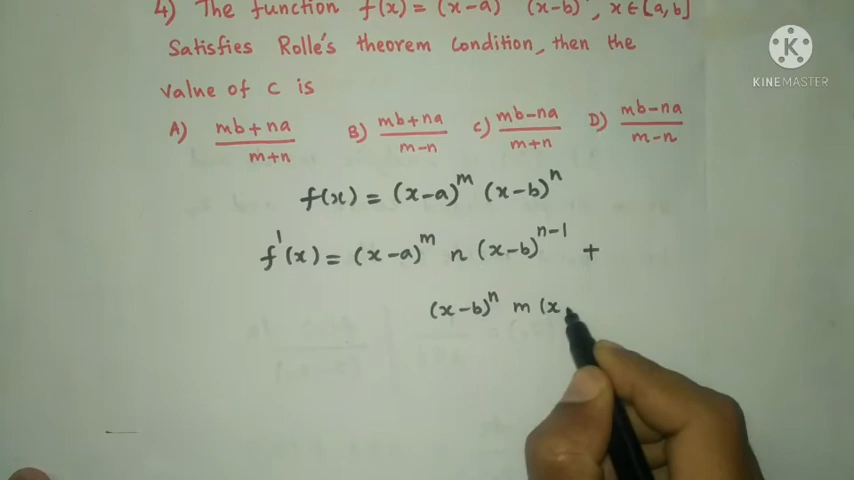 4) The function f(x) = (x-a) (x-b) , x∈[a, b]
Satisfies Rolle's theorem Condition, then the
value of c is
A) mb+na/m+n B) mb+na/m-n C) mb-na/m+n D) mb-na/m-n
f(x) = (x-a)^m (x-b)^n
f'(x) = (x-a)^m n (x-b)^n-1 +
(x-b)^n m (x
K
KINEMASTER